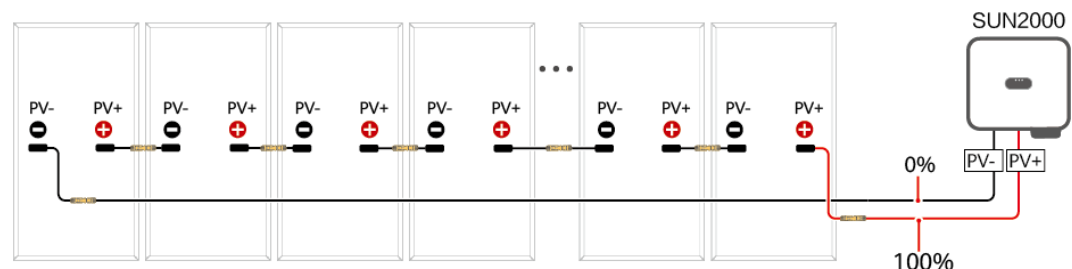 SUN2000
PV- PV+ PV- PV+ PV- PV+ PV- PV+ PV- PV+ PV- PV+
0%
PV- PV+
100%